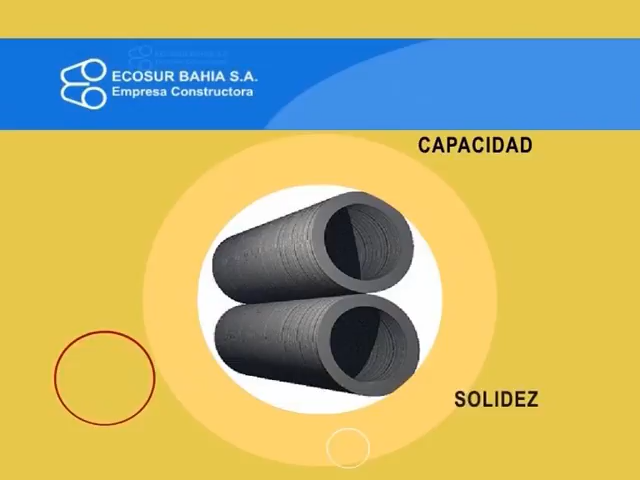 ECOSUR BAHIA S.A.
Empresa Constructora
CAPACIDAD
SOLIDEZ